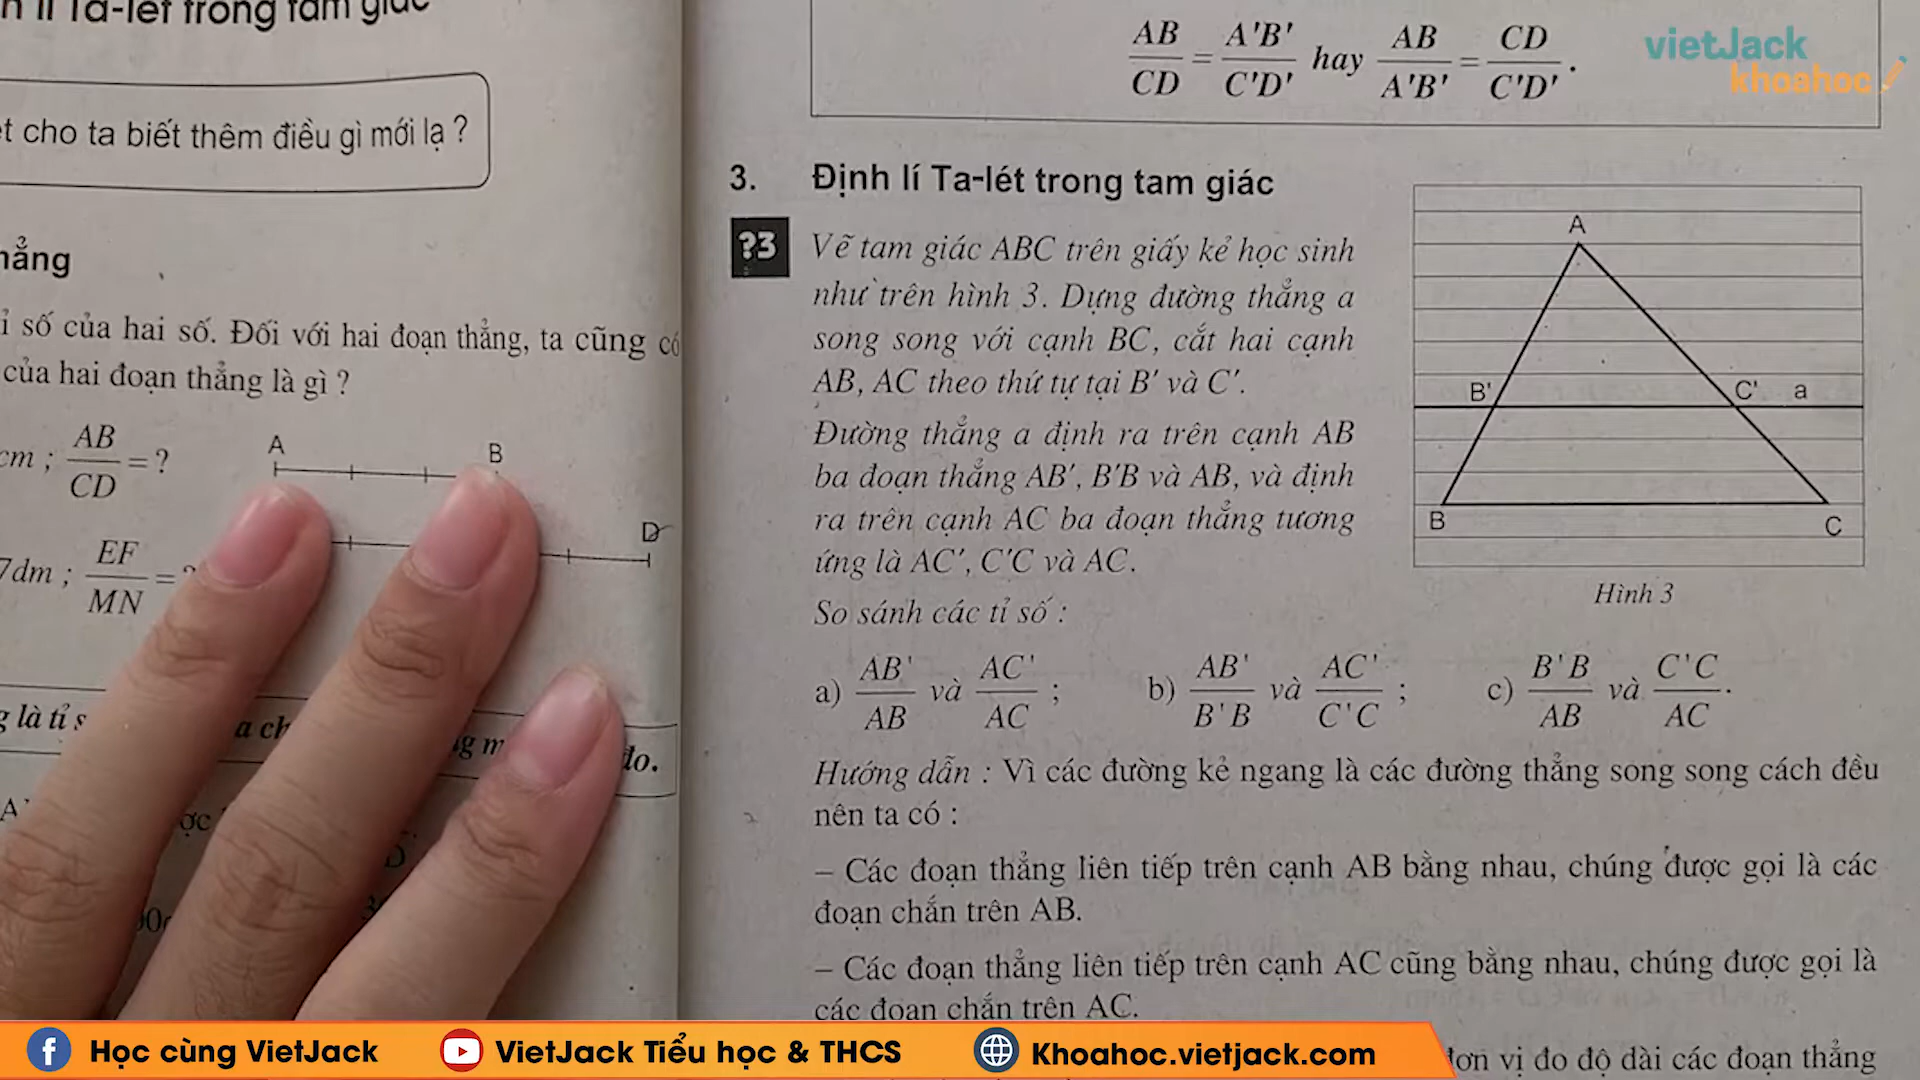 lí Ta-lét trong tam giác
cho ta biết thêm điều gì mới lạ ?
số của hai số. Đối với hai đoạn thẳng, ta cũng có
của hai đoạn thẳng là gì ?
cm ; AB/CD = ?
A B
D
7dm ; EF/MN =
là tỉ
đo.
AB/CD = A'B'/C'D' hay AB/A'B' = CD/C'D' .
vietJack
khoahoc
3. Định lí Ta-lét trong tam giác
?3 Vẽ tam giác ABC trên giấy kẻ học sinh
như trên hình 3. Dựng đường thẳng a
song song với cạnh BC, cắt hai cạnh
AB, AC theo thứ tự tại B' và C'.
Đường thẳng a định ra trên cạnh AB
ba đoạn thẳng AB', B'B và AB, và định
ra trên cạnh AC ba đoạn thẳng tương
ứng là AC', C'C và AC.
A
B' C' a
B C
Hình 3
So sánh các tỉ số :
a) AB'/AB và AC'/AC ; b) AB'/B'B và AC'/C'C ; c) B'B/AB và C'C/AC.
Hướng dẫn : Vì các đường kẻ ngang là các đường thẳng song song cách đều
nên ta có :
– Các đoạn thẳng liên tiếp trên cạnh AB bằng nhau, chúng được gọi là các
đoạn chắn trên AB.
– Các đoạn thẳng liên tiếp trên cạnh AC cũng bằng nhau, chúng được gọi là
các đoạn chắn trên AC.
đơn vị đo độ dài các đoạn thẳng
Học cùng VietJack VietJack Tiểu học & THCS Khoahoc.vietjack.com